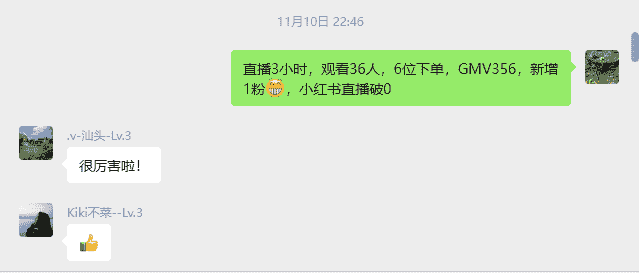 11月10日 22:46
直播3小时，观看36人，6位下单，GMV356，新增
1粉😁，小红书直播破0
.v-汕头-Lv.3
很厉害啦！
Kiki不菜--Lv.3
👍